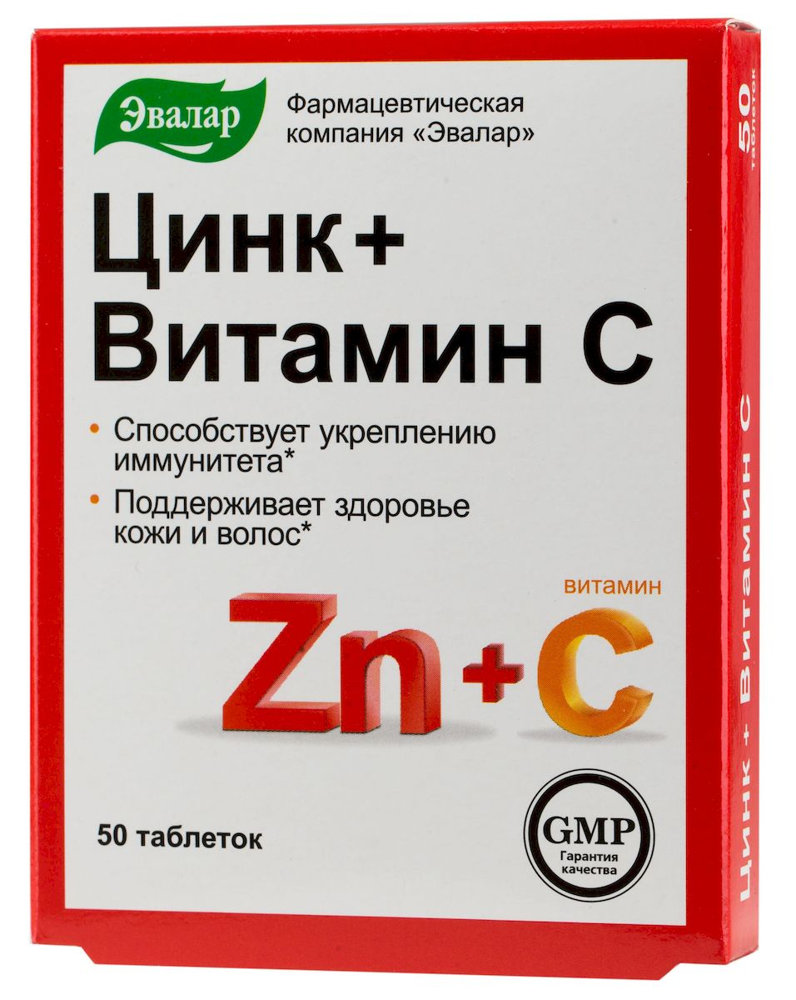 Эвалар
Фармацевтическая
компания «Эвалар»
Цинк +
Витамин С
• Способствует укреплению
иммунитета*
• Поддерживает здоровье
кожи и волос*
витамин
Zn + C
50 таблеток
GMP
Гарантия
качества
50
таблеток
Цинк + Витамин С